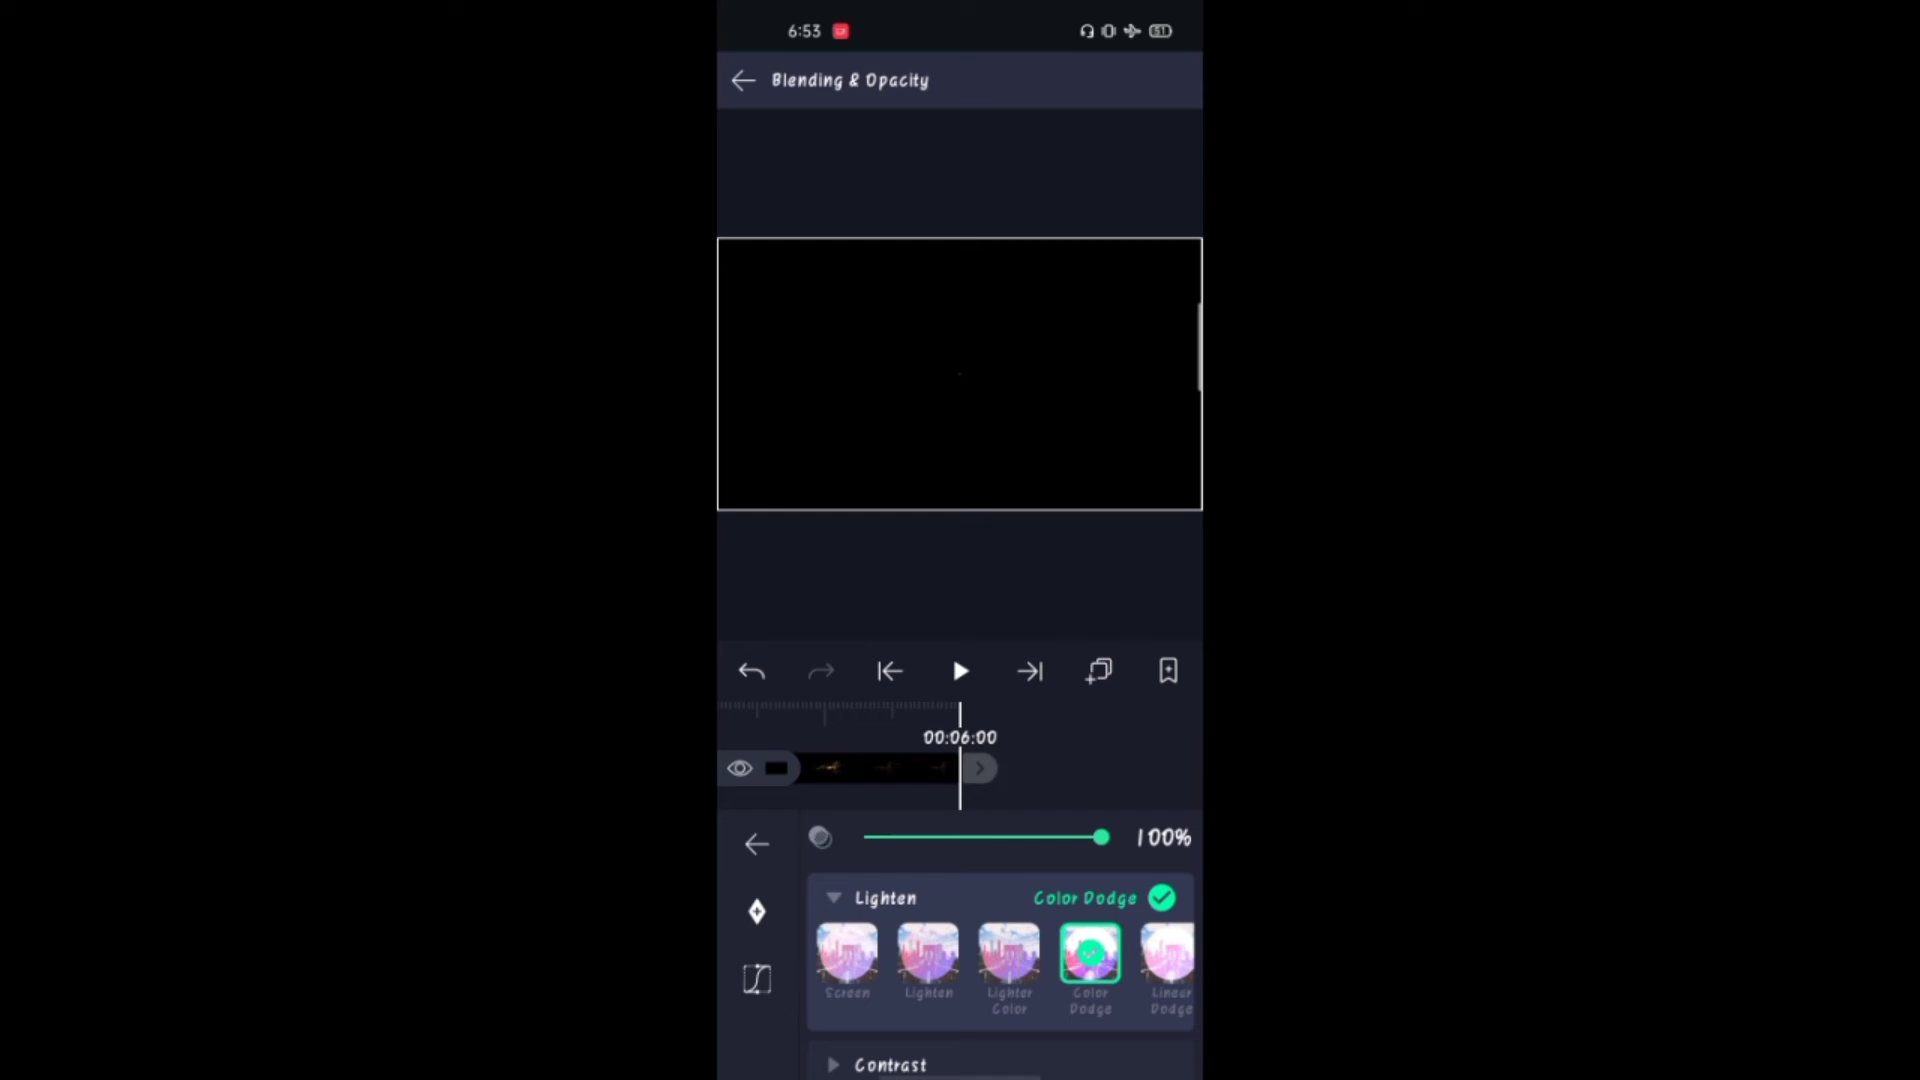 6:53
51
Blending & Opacity
00:06:00
100%
Lighten Color Dodge
Screen Lighten Lighter Color Color Dodge Linear Dodge
Contrast